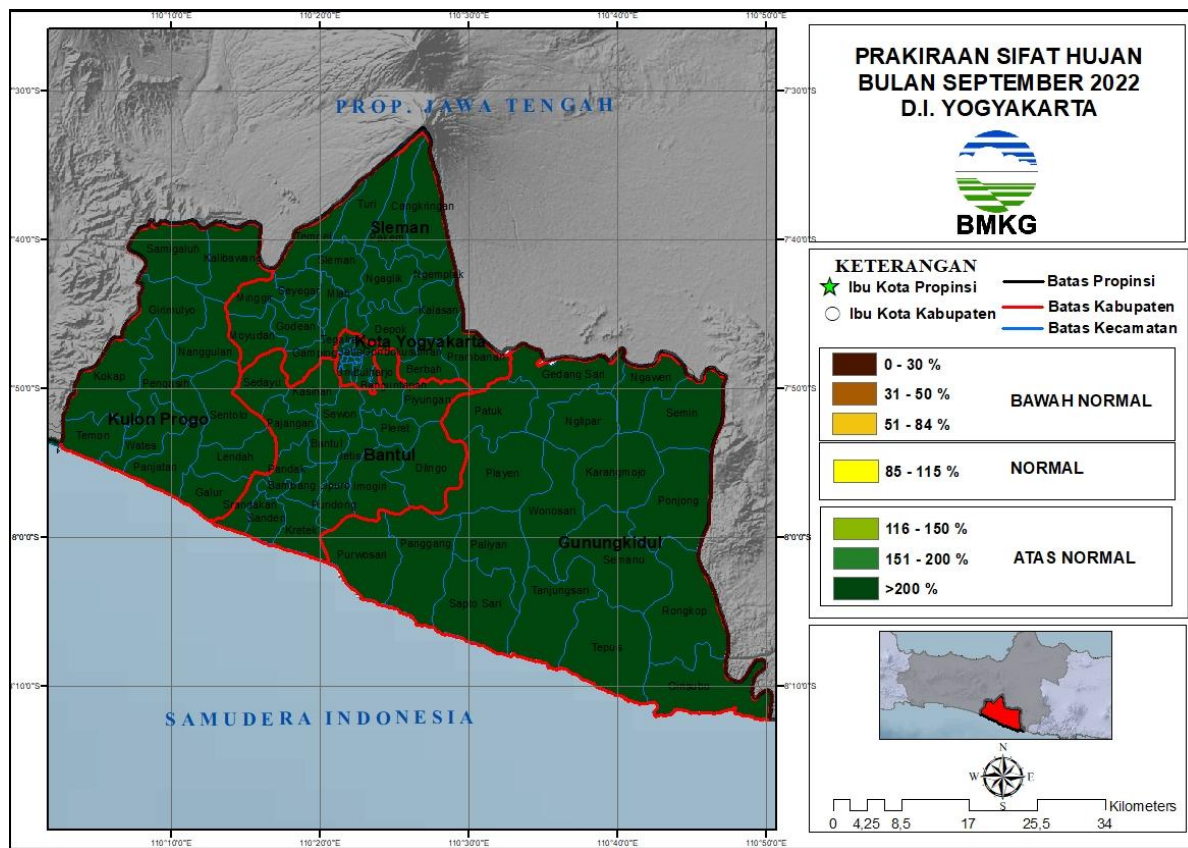 PRAKIRAAN SIFAT HUJAN
BULAN SEPTEMBER 2022
D.I. YOGYAKARTA
BMKG
KETERANGAN
Ibu Kota Propinsi
Ibu Kota Kabupaten
Batas Propinsi
Batas Kabupaten
Batas Kecamatan
0 - 30 %
31 - 50 %
51 - 84 %
BAWAH NORMAL
85 - 115 %
NORMAL
116 - 150 %
151 - 200 %
>200 %
ATAS NORMAL
N
W E
S
Kilometers
0 4,25 8,5 17 25,5 34
110°10'0"E 110°20'0"E 110°30'0"E 110°40'0"E 110°50'0"E
7°30'0"S
7°40'0"S
7°50'0"S
8°0'0"S
8°10'0"S
PROP. JAWA TENGAH
Turi
Cangkringan
Sleman
Tempel
Pakem
Samigaluh
Kalibawang
Sleman
Ngaglik
Ngemplak
Minggir
Seyegan
Mlati
Girimulyo
Kalasan
Godean
Depok
Moyudan
Kota Yogyakarta
Gamping
Prambanan
Nanggulan
Berbah
Gedang Sari
Ngawen
Kokap
Pengasih
Sedayu
Kasihan
Piyungan
Patuk
Semin
Kulon Progo
Sentolo
Sewon
Pajangan
Pleret
Nglipar
Temon
Wates
Bantul
Bantul
Panjatan
Lendah
Pandak
Dlingo
Playen
Karangmojo
Galur
Imogiri
Ponjong
Srandakan
Pundong
Wonosari
Sanden
Kretek
Purwosari
Panggang
Paliyan
Gunungkidul
Semanu
Tanjungsari
Sapto Sari
Rongkop
Tepus
Girisubo
SAMUDERA INDONESIA